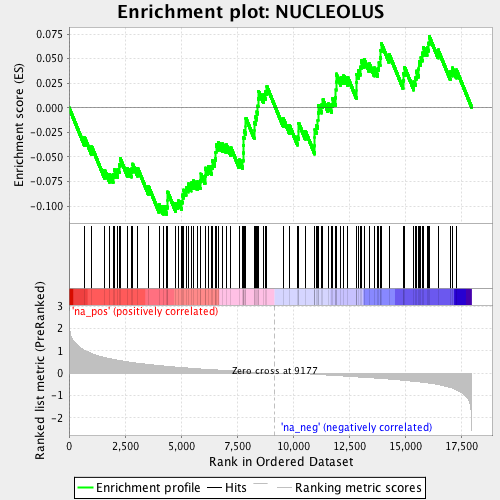 Enrichment plot: NUCLEOLUS
Enrichment score (ES)
0.075
0.050
0.025
0.000
-0.025
-0.050
-0.075
-0.100
Ranked list metric (PreRanked)
3
2
1
0
-1
-2
'na_pos' (positively correlated)
Zero cross at 9177
'na_neg' (negatively correlated)
0
2,500
5,000
7,500
10,000
12,500
15,000
17,500
Rank in Ordered Dataset
Enrichment profile
Hits
Ranking metric scores